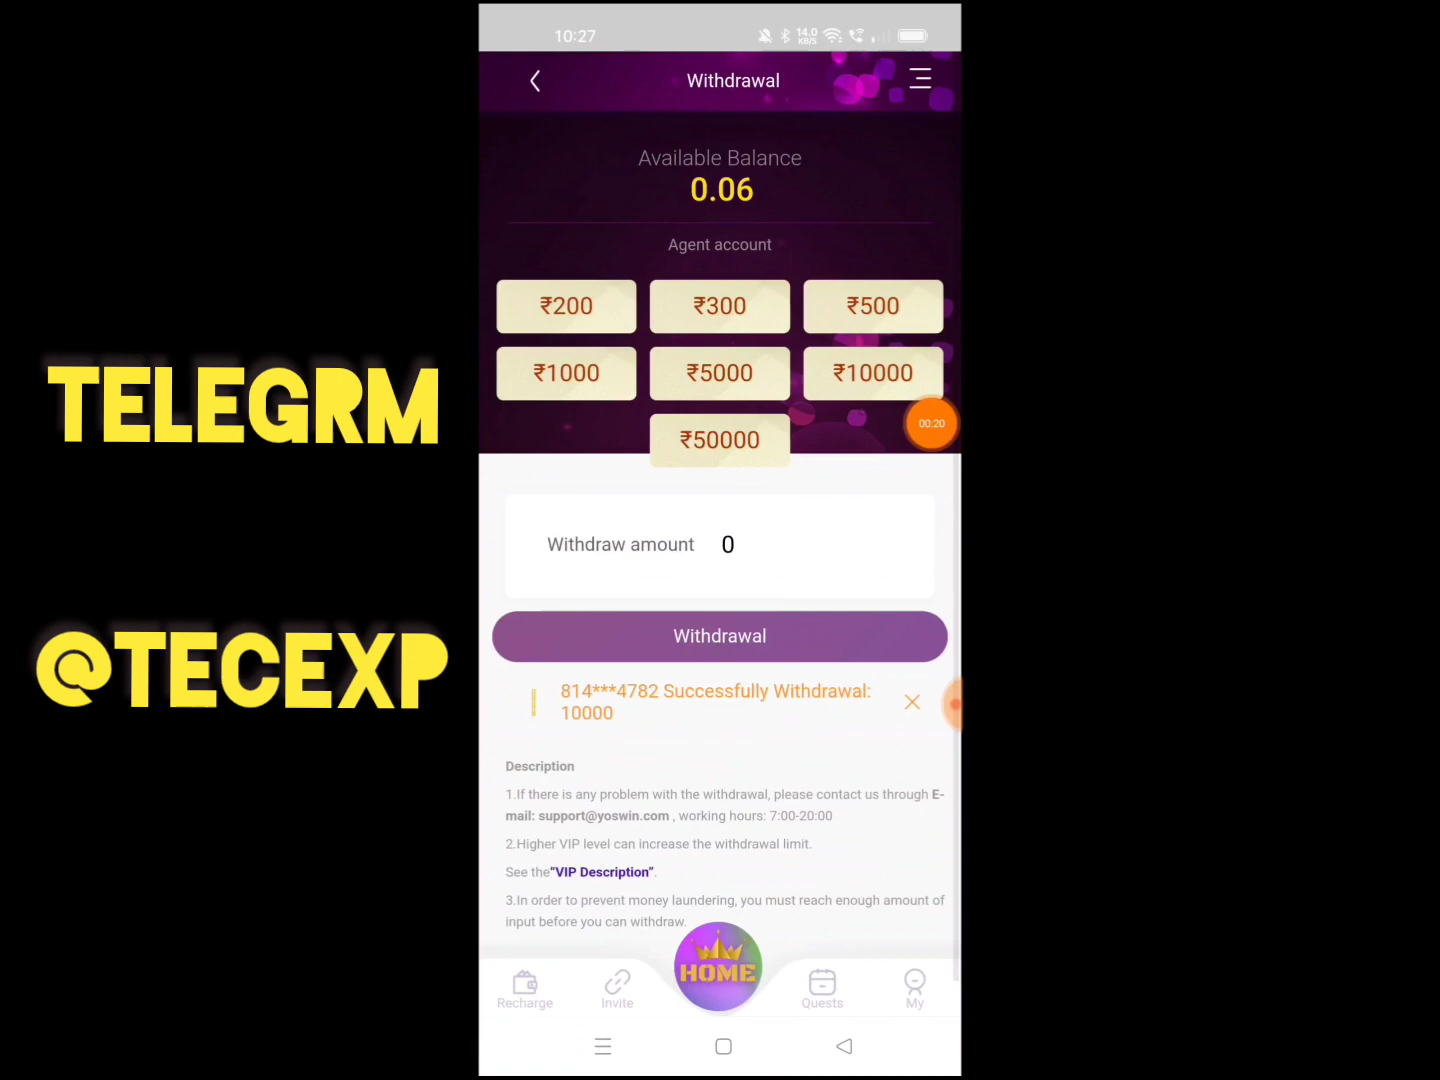 10:27
14.0
KB/S
Withdrawal
Available Balance
0.06
Agent account
₹200
₹300
₹500
₹1000
₹5000
₹10000
00:20
₹50000
TELEGRM
Withdraw amount 0
Withdrawal
@TECEXP
814***4782 Successfully Withdrawal:
10000
Description
1.If there is any problem with the withdrawal, please contact us through E-
mail: support@yoswin.com , working hours: 7:00-20:00
2.Higher VIP level can increase the withdrawal limit.
See the“VIP Description”.
3.In order to prevent money laundering, you must reach enough amount of
input before you can withdraw.
HOME
Recharge
Invite
Quests
My